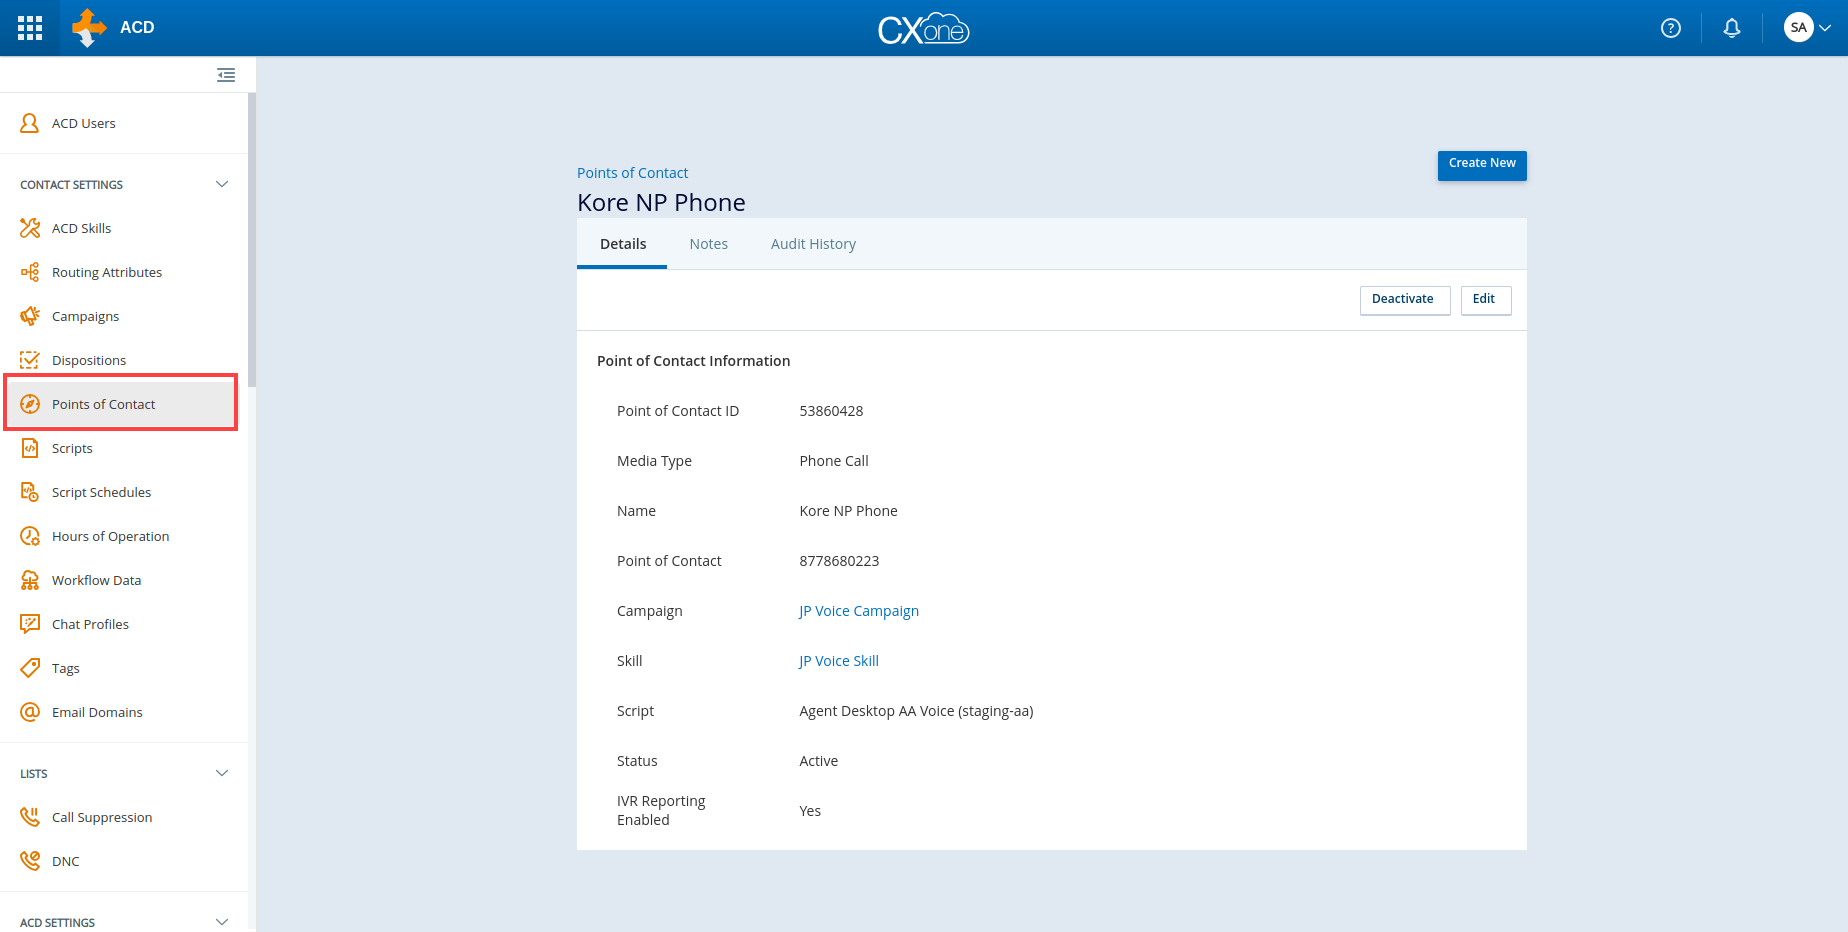 ACD
CXone
?
SA
ACD Users
CONTACT SETTINGS
ACD Skills
Routing Attributes
Campaigns
Dispositions
Points of Contact
Scripts
Script Schedules
Hours of Operation
Workflow Data
Chat Profiles
Tags
Email Domains
LISTS
Call Suppression
DNC
ACD SETTINGS
Points of Contact
Create New
Kore NP Phone
Details Notes Audit History
Deactivate Edit
Point of Contact Information
Point of Contact ID 53860428
Media Type Phone Call
Name Kore NP Phone
Point of Contact 8778680223
Campaign JP Voice Campaign
Skill JP Voice Skill
Script Agent Desktop AA Voice (staging-aa)
Status Active
IVR Reporting
Enabled Yes